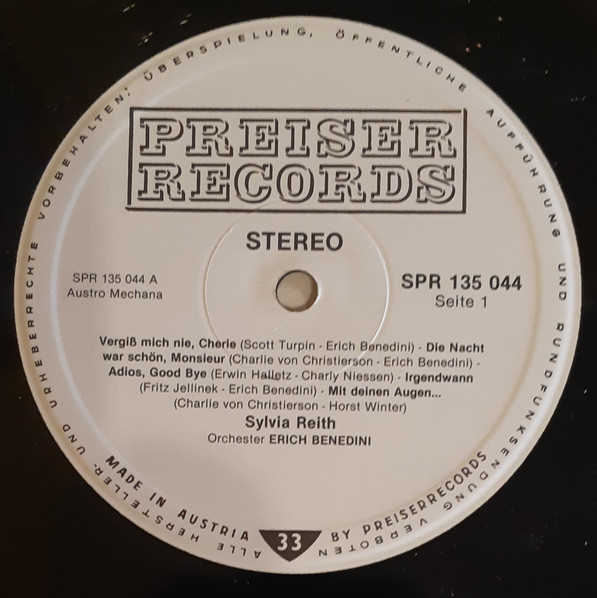 PREISER
RECORDS
STEREO
SPR 135 044 A
Austro Mechana
SPR 135 044
Seite 1
Vergiß mich nie, Cherie (Scott Turpin - Erich Benedini) - Die Nacht
war schön, Monsieur (Charlie von Christierson - Erich Benedini) -
Adios, Good Bye (Erwin Halletz - Charly Niessen) - Irgendwann
(Fritz Jellinek - Erich Benedini) - Mit deinen Augen...
(Charlie von Christierson - Horst Winter)
Sylvia Reith
Orchester ERICH BENEDINI
MADE IN AUSTRIA
33
BY PREISERRECORDS
ALLE HERSTELLER- UND URHEBERRECHTE VORBEHALTEN; ÜBERSPIELUNG, ÖFFENTLICHE AUFFÜHRUNG UND RUNDFUNKSENDUNG VERBOTEN